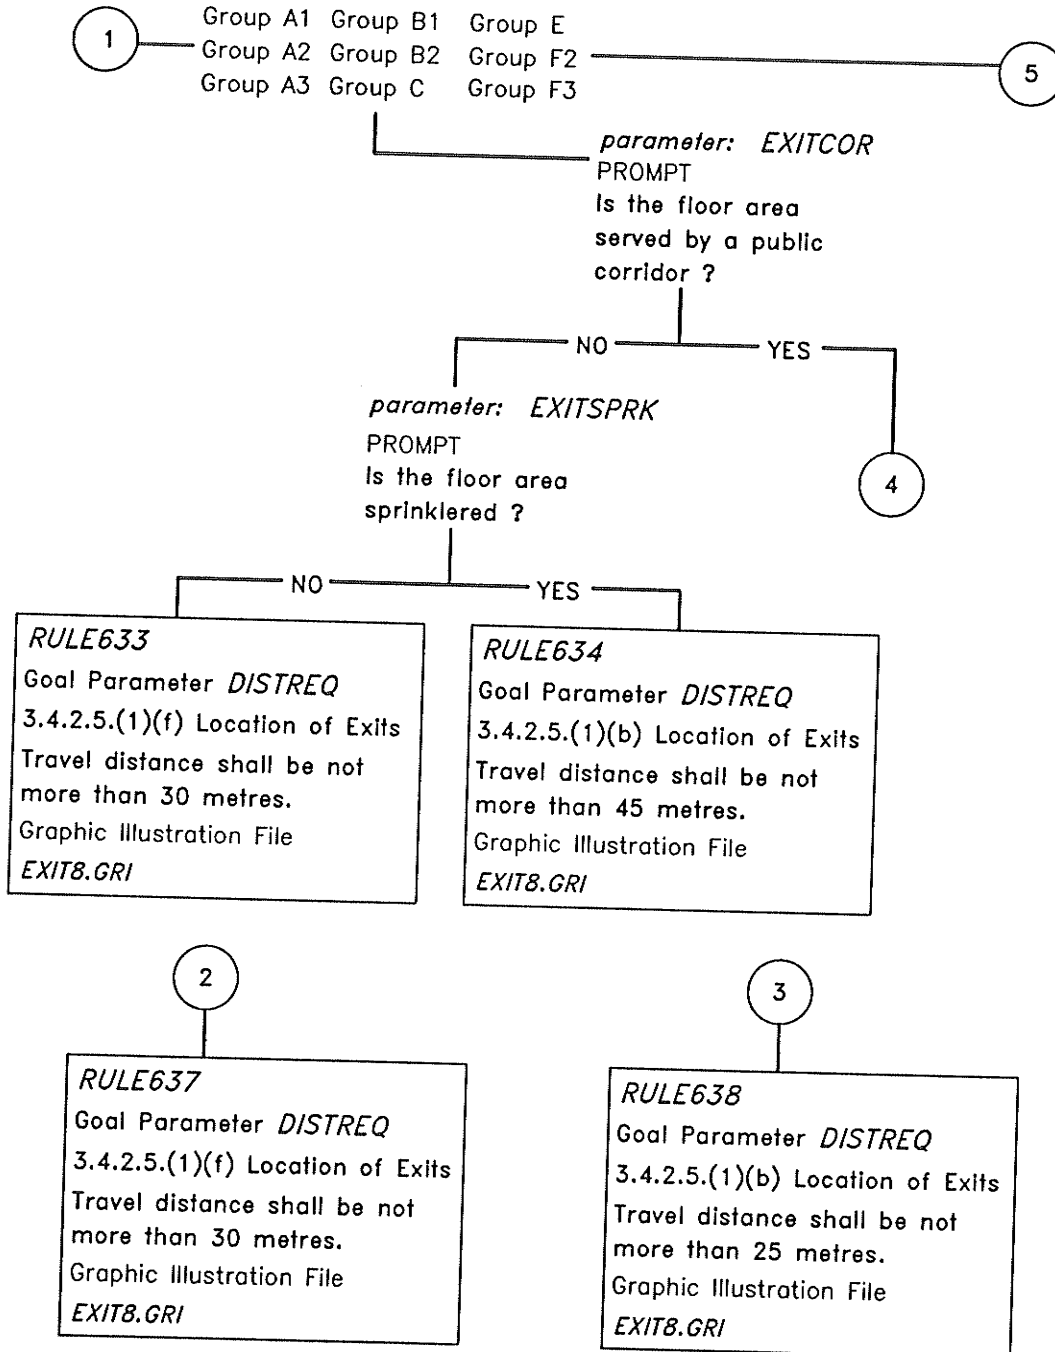 Group A1 Group B1 Group E
1 Group A2 Group B2 Group F2 5
Group A3 Group C Group F3
parameter: EXITCOR
PROMPT
Is the floor area
served by a public
corridor ?
NO YES
parameter: EXITSPRK
PROMPT
Is the floor area
sprinklered ?
4
NO YES
RULE633
Goal Parameter DISTREQ
3.4.2.5.(1)(f) Location of Exits
Travel distance shall be not
more than 30 metres.
Graphic Illustration File
EXIT8.GRI
RULE634
Goal Parameter DISTREQ
3.4.2.5.(1)(b) Location of Exits
Travel distance shall be not
more than 45 metres.
Graphic Illustration File
EXIT8.GRI
2
RULE637
Goal Parameter DISTREQ
3.4.2.5.(1)(f) Location of Exits
Travel distance shall be not
more than 30 metres.
Graphic Illustration File
EXIT8.GRI
3
RULE638
Goal Parameter DISTREQ
3.4.2.5.(1)(b) Location of Exits
Travel distance shall be not
more than 25 metres.
Graphic Illustration File
EXIT8.GRI